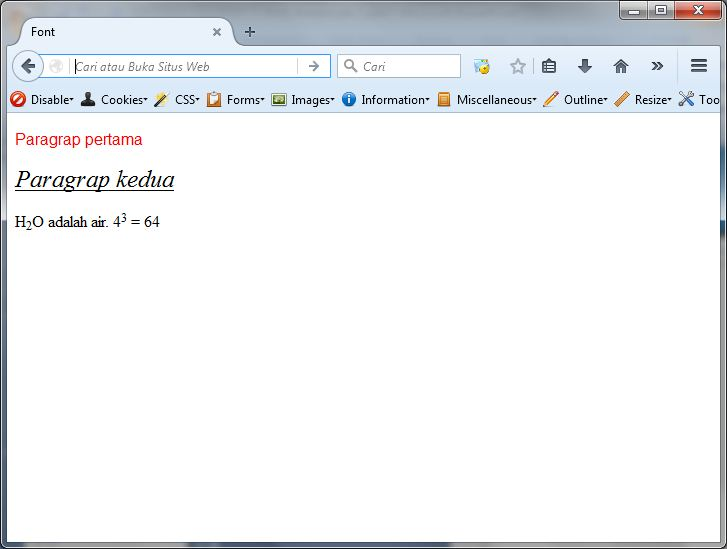 Font
Cari atau Buka Situs Web
Cari
Disable
Cookies
CSS
Forms
Images
Information
Miscellaneous
Outline
Resize
Too
Paragrap pertama
Paragrap kedua
H₂O adalah air. 4³ = 64